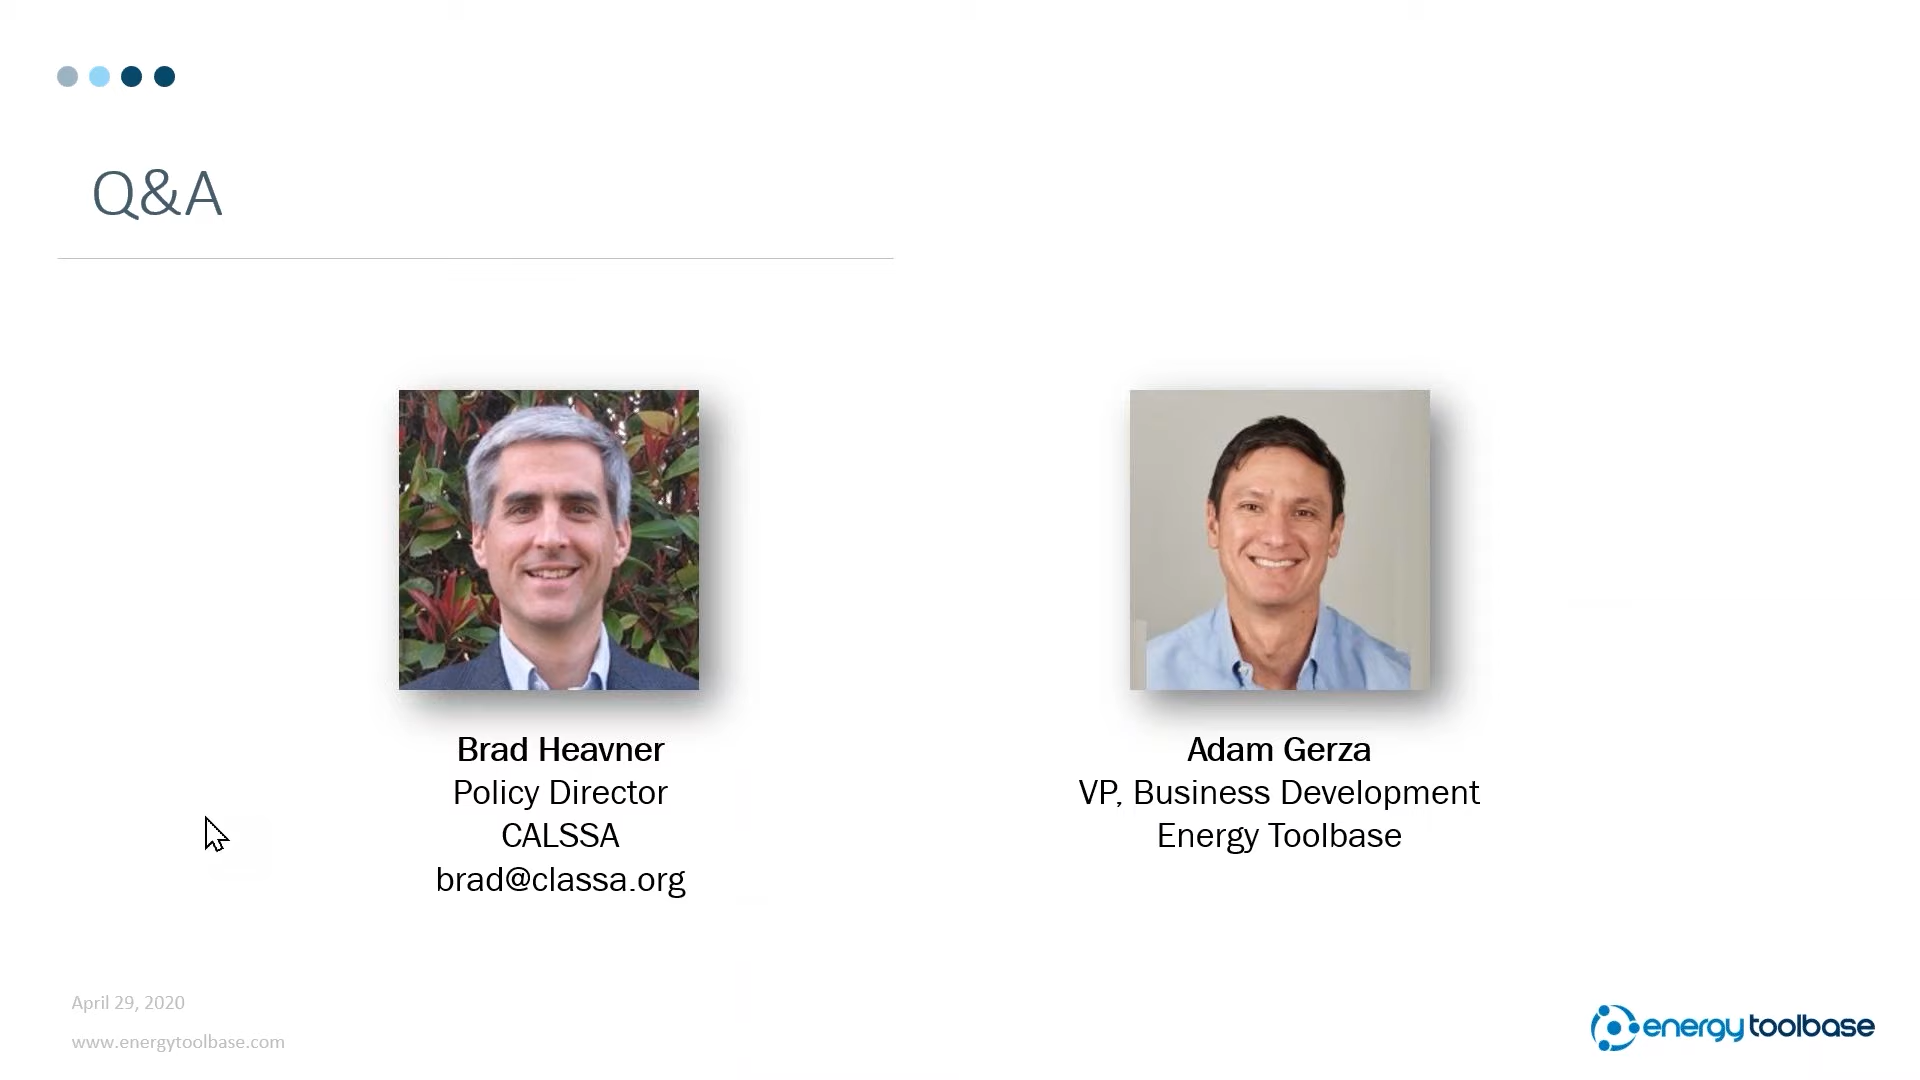 Q&A
Brad Heavner
Policy Director
CALSSA
brad@classa.org
Adam Gerza
VP, Business Development
Energy Toolbase
April 29, 2020
www.energytoolbase.com
energy toolbase